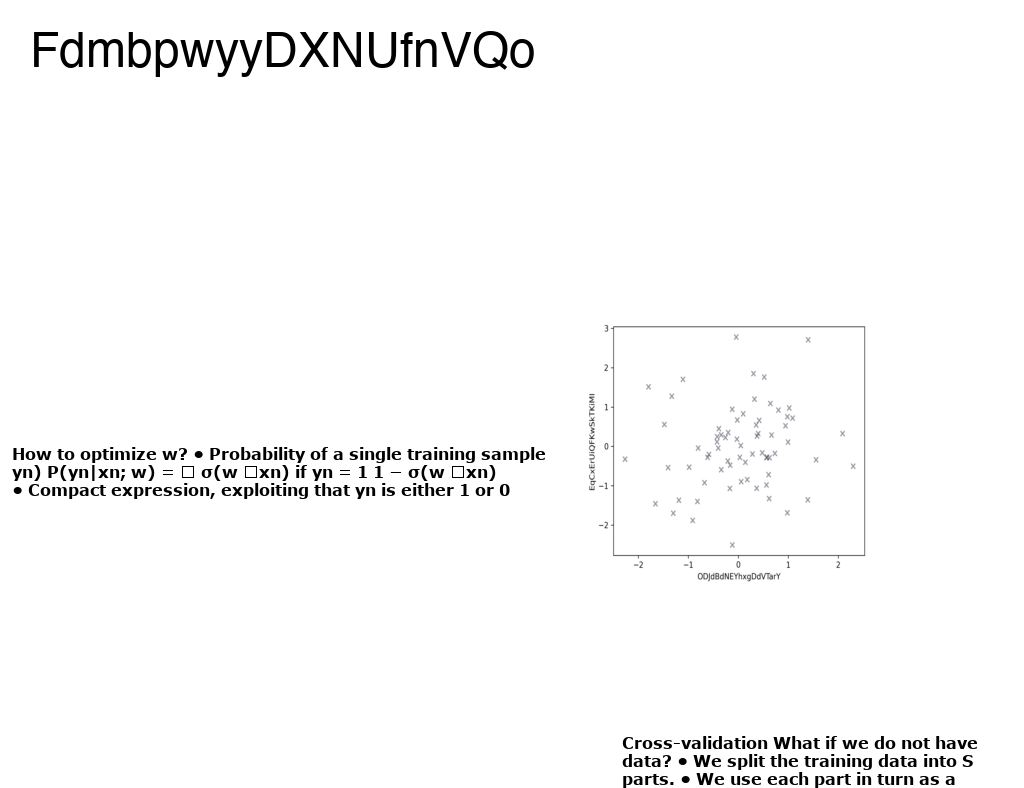 FdmbpwyyDXNUfnVQo
3
2
1
0
−1
−2
EqCxErUiQFKwSkTKiMl
−2 −1 0 1 2
ODJdBdNEYhxgDdVTarY
How to optimize w? • Probability of a single training sample
yn) P(yn|xn; w) = □ σ(w □xn) if yn = 1 1 − σ(w □xn)
• Compact expression, exploiting that yn is either 1 or 0
Cross-validation What if we do not have
data? • We split the training data into S
parts. • We use each part in turn as a